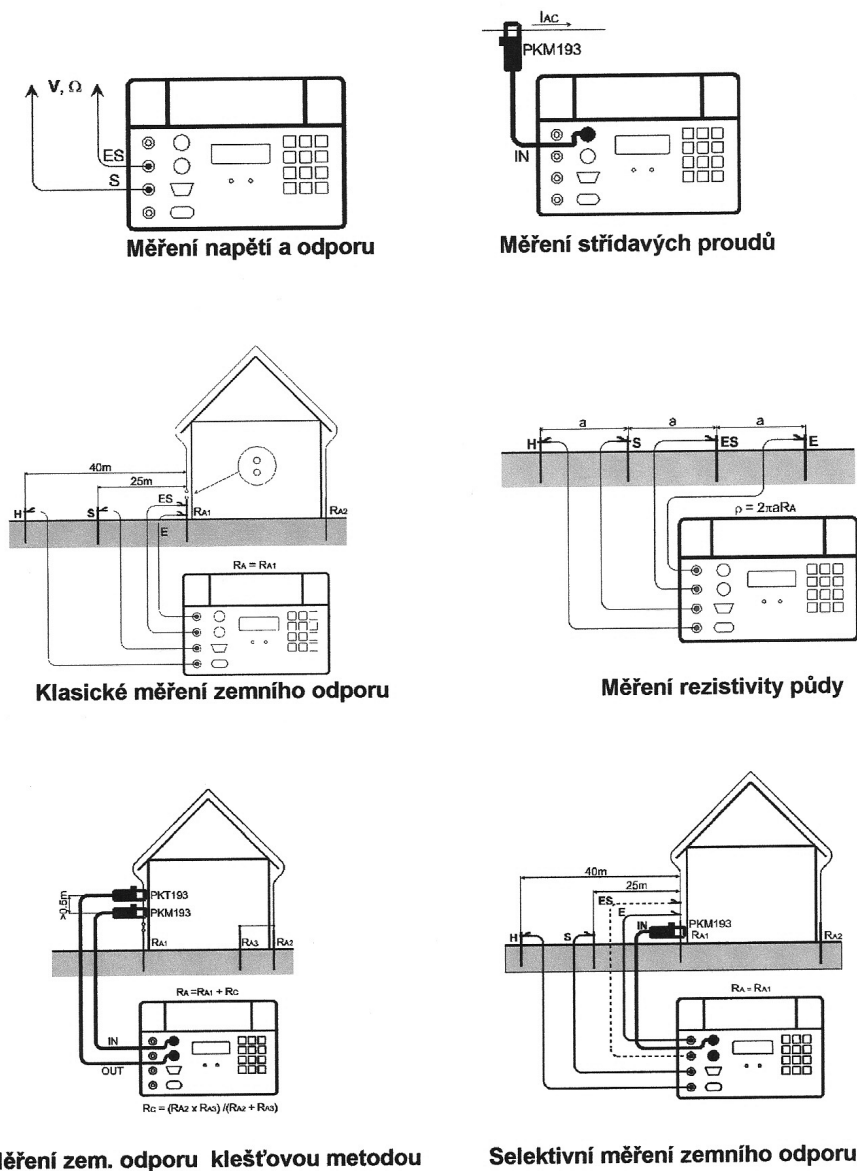 V, Ω
ES
S
Měření napětí a odporu
IAC
PKM193
IN
Měření střídavých proudů
40m
25m
ES
H
S
E
RA1
RA2
RA = RA1
Klasické měření zemního odporu
a
a
a
H
S
ES
E
ρ = 2πaRA
Měření rezistivity půdy
PKT193
>0.5m
PKM193
RA1
RA3
RA2
RA =RA1 + RC
IN
OUT
RC = (RA2 x RA3) /(RA2 + RA3)
ěření zem. odporu klešťovou metodou
40m
25m
ES
E
PKM193
IN
H
S
RA1
RA2
RA = RA1
Selektivní měření zemního odporu